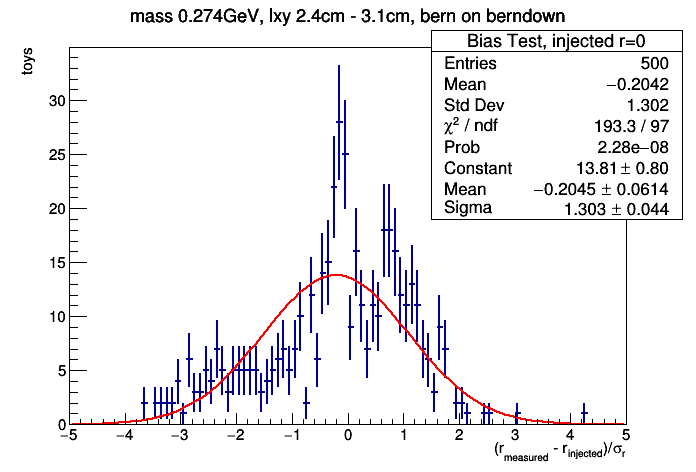 mass 0.274GeV, lxy 2.4cm - 3.1cm, bern on berndown
Bias Test, injected r=0
Entries 500
Mean −0.2042
Std Dev 1.302
χ² / ndf 193.3 / 97
Prob 2.28e−08
Constant 13.81 ± 0.80
Mean −0.2045 ± 0.0614
Sigma 1.303 ± 0.044
toys
30
25
20
15
10
5
0
−5 −4 −3 −2 −1 0 1 2 3 4 5
(r_measured - r_injected)/σ_r